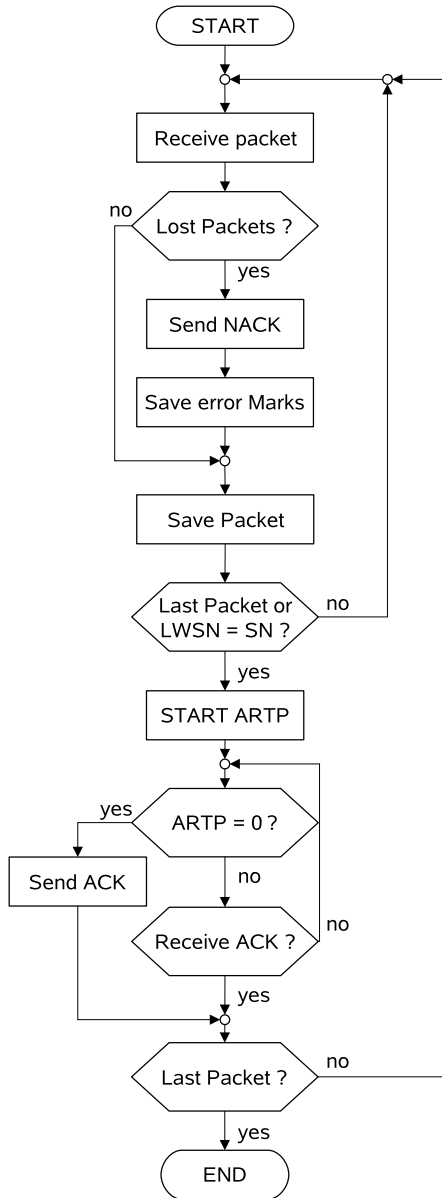 START
Receive packet
no
Lost Packets ?
yes
Send NACK
Save error Marks
Save Packet
Last Packet or
LWSN = SN ?
no
yes
START ARTP
yes
ARTP = 0 ?
Send ACK
no
Receive ACK ?
no
yes
Last Packet ?
no
yes
END